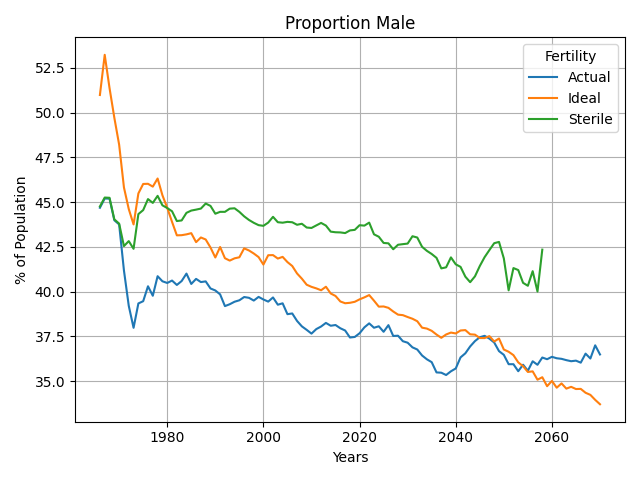 Proportion Male
% of Population
52.5
50.0
47.5
45.0
42.5
40.0
37.5
35.0
Fertility
Actual
Ideal
Sterile
1980
2000
2020
2040
2060
Years